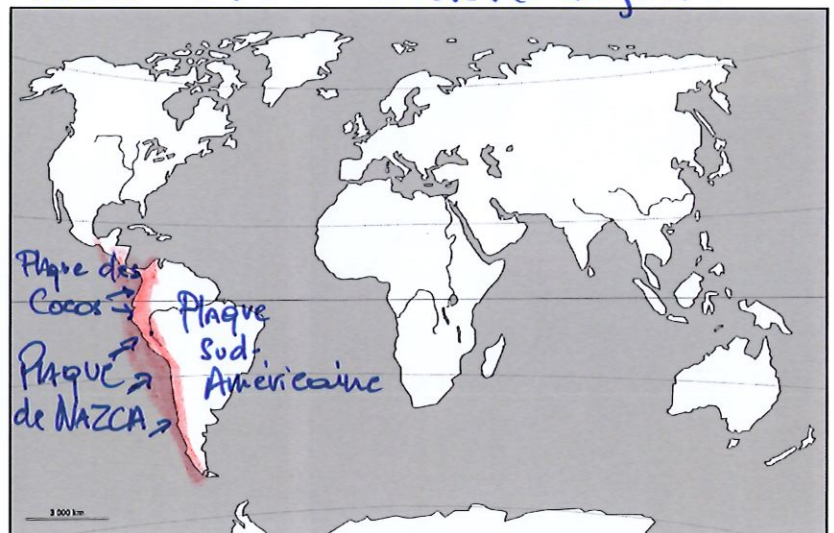 Plaque des
Cocos
Plaque
Sud-
Américaine
PLAQUE
de NAZCA
3 000 km